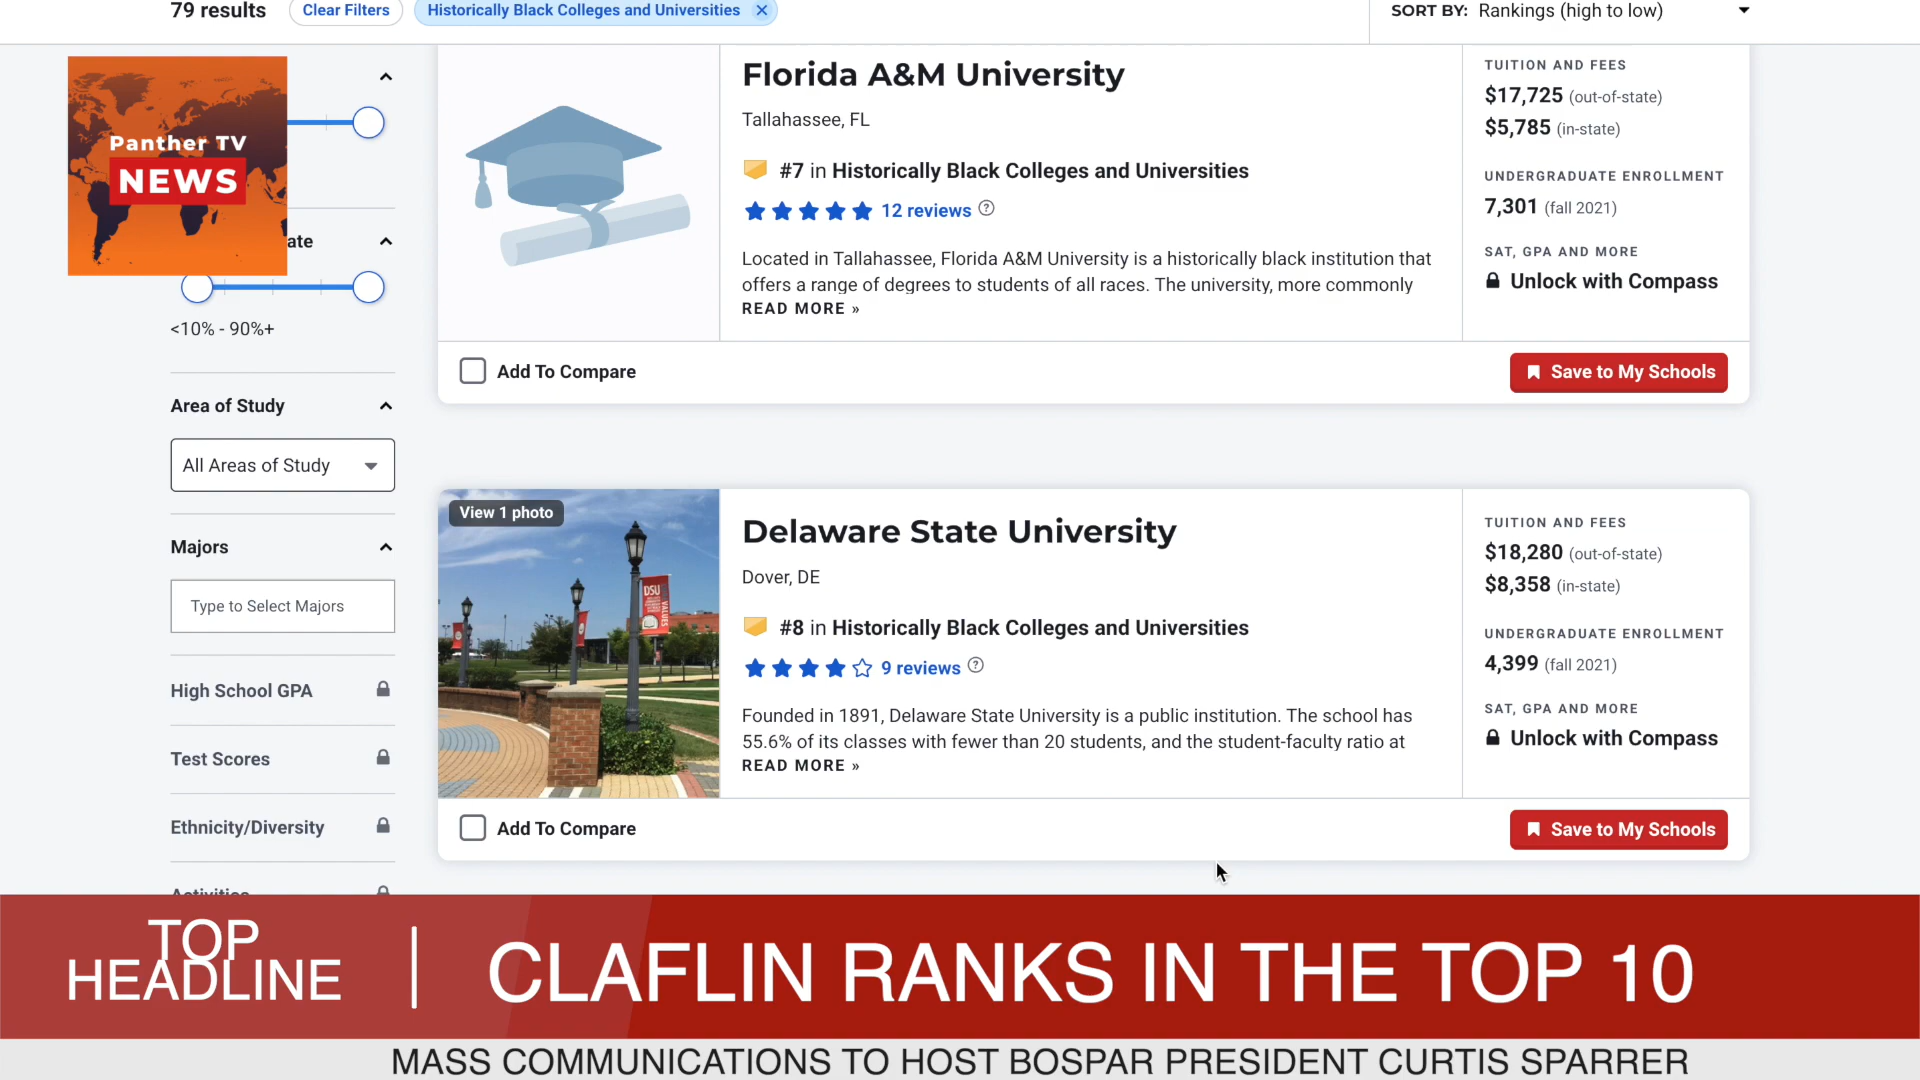 79 results
Clear Filters
Historically Black Colleges and Universities
SORT BY: Rankings (high to low)
Panther TV
NEWS
ate
<10% - 90%+
Area of Study
All Areas of Study
Majors
Type to Select Majors
High School GPA
Test Scores
Ethnicity/Diversity
Activities
Florida A&M University
Tallahassee, FL
#7 in Historically Black Colleges and Universities
12 reviews ?
Located in Tallahassee, Florida A&M University is a historically black institution that
offers a range of degrees to students of all races. The university, more commonly
READ MORE »
TUITION AND FEES
$17,725 (out-of-state)
$5,785 (in-state)
UNDERGRADUATE ENROLLMENT
7,301 (fall 2021)
SAT, GPA AND MORE
Unlock with Compass
Add To Compare
Save to My Schools
View 1 photo
DSU
VALUES
Delaware State University
Dover, DE
#8 in Historically Black Colleges and Universities
9 reviews ?
Founded in 1891, Delaware State University is a public institution. The school has
55.6% of its classes with fewer than 20 students, and the student-faculty ratio at
READ MORE »
TUITION AND FEES
$18,280 (out-of-state)
$8,358 (in-state)
UNDERGRADUATE ENROLLMENT
4,399 (fall 2021)
SAT, GPA AND MORE
Unlock with Compass
Add To Compare
Save to My Schools
TOP
HEADLINE
CLAFLIN RANKS IN THE TOP 10
MASS COMMUNICATIONS TO HOST BOSPAR PRESIDENT CURTIS SPARRER